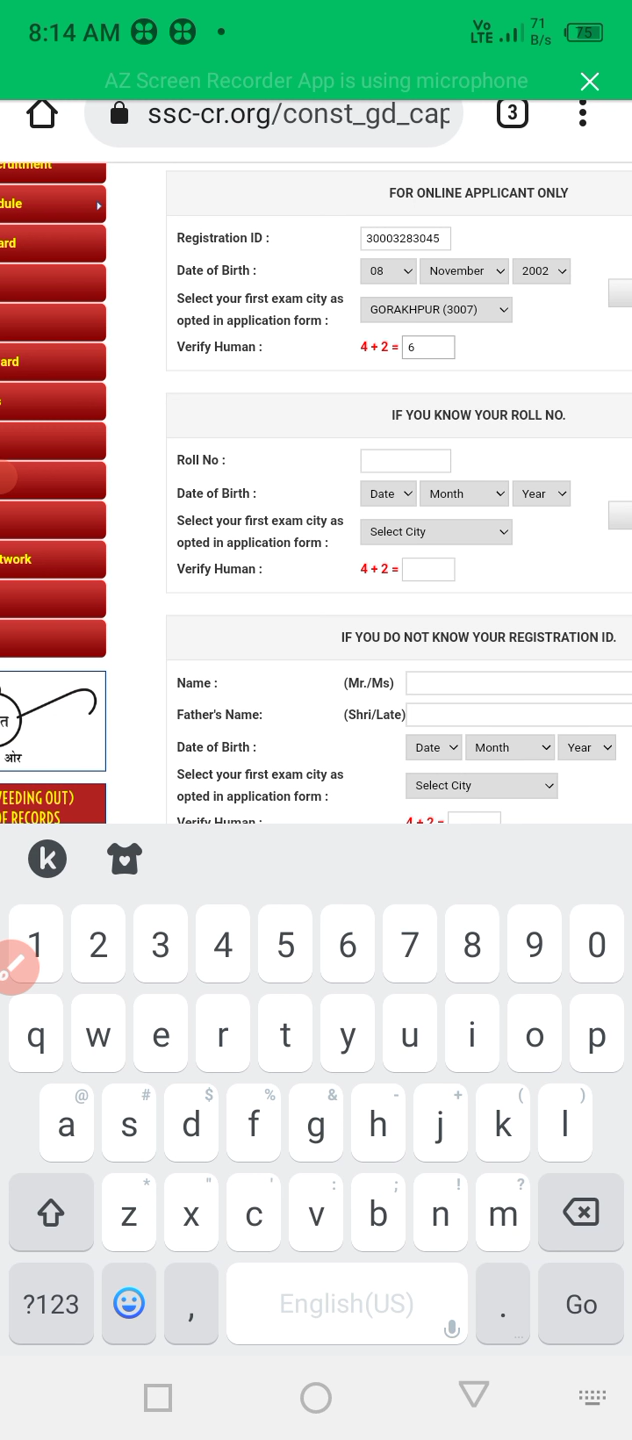 8:14 AM
Vo LTE
71 B/s
75
AZ Screen Recorder App is using microphone
ssc-cr.org/const_gd_cap
3
cruitment
dule
ard
ard
s
twork
त
ओर
VEEDING OUT)
OF RECORDS
FOR ONLINE APPLICANT ONLY
Registration ID : 30003283045
Date of Birth : 08 November 2002
Select your first exam city as
opted in application form : GORAKHPUR (3007)
Verify Human : 4 + 2 = 6
IF YOU KNOW YOUR ROLL NO.
Roll No :
Date of Birth : Date Month Year
Select your first exam city as
opted in application form : Select City
Verify Human : 4 + 2 =
IF YOU DO NOT KNOW YOUR REGISTRATION ID.
Name : (Mr./Ms)
Father's Name: (Shri/Late)
Date of Birth : Date Month Year
Select your first exam city as
opted in application form : Select City
Verify Human : 4 + 2 =
k
1 2 3 4 5 6 7 8 9 0
q w e r t y u i o p
@ # $ % & - + ( )
a s d f g h j k l
* " ' : ; ! ?
z x c v b n m
?123 , English(US) . Go
...